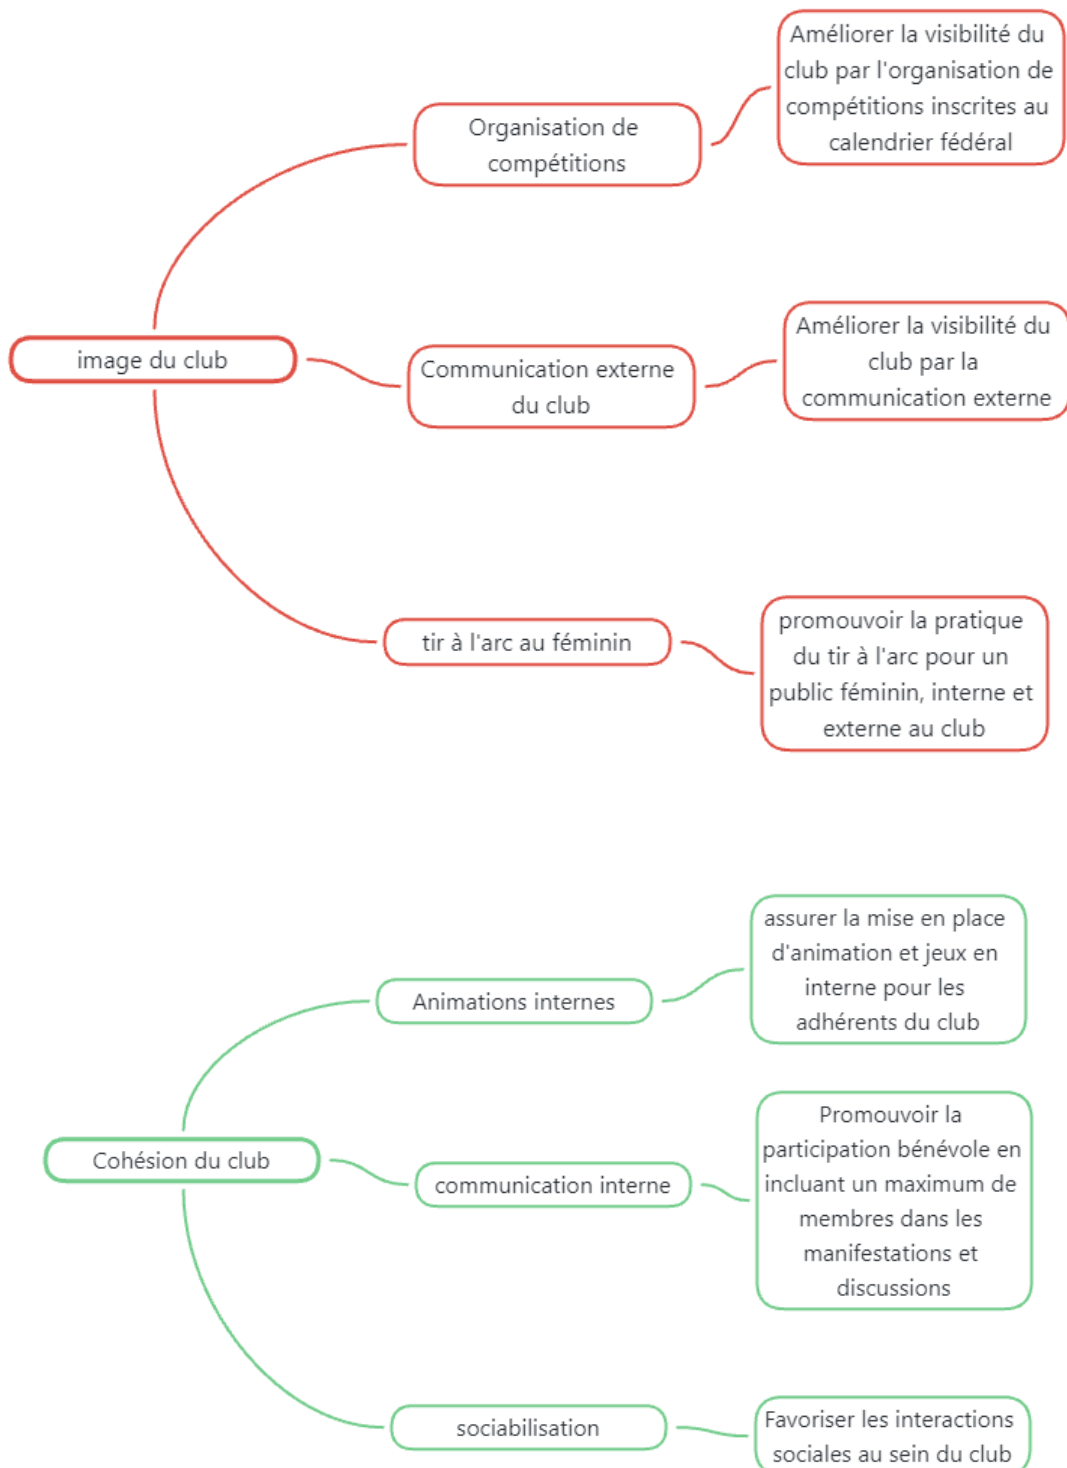 Améliorer la visibilité du
club par l'organisation de
compétitions inscrites au
calendrier fédéral
Organisation de
compétitions
image du club
Communication externe
du club
Améliorer la visibilité du
club par la
communication externe
tir à l'arc au féminin
promouvoir la pratique
du tir à l'arc pour un
public féminin, interne et
externe au club
assurer la mise en place
d'animation et jeux en
interne pour les
adhérents du club
Animations internes
Cohésion du club
communication interne
Promouvoir la
participation bénévole en
incluant un maximum de
membres dans les
manifestations et
discussions
sociabilisation
Favoriser les interactions
sociales au sein du club